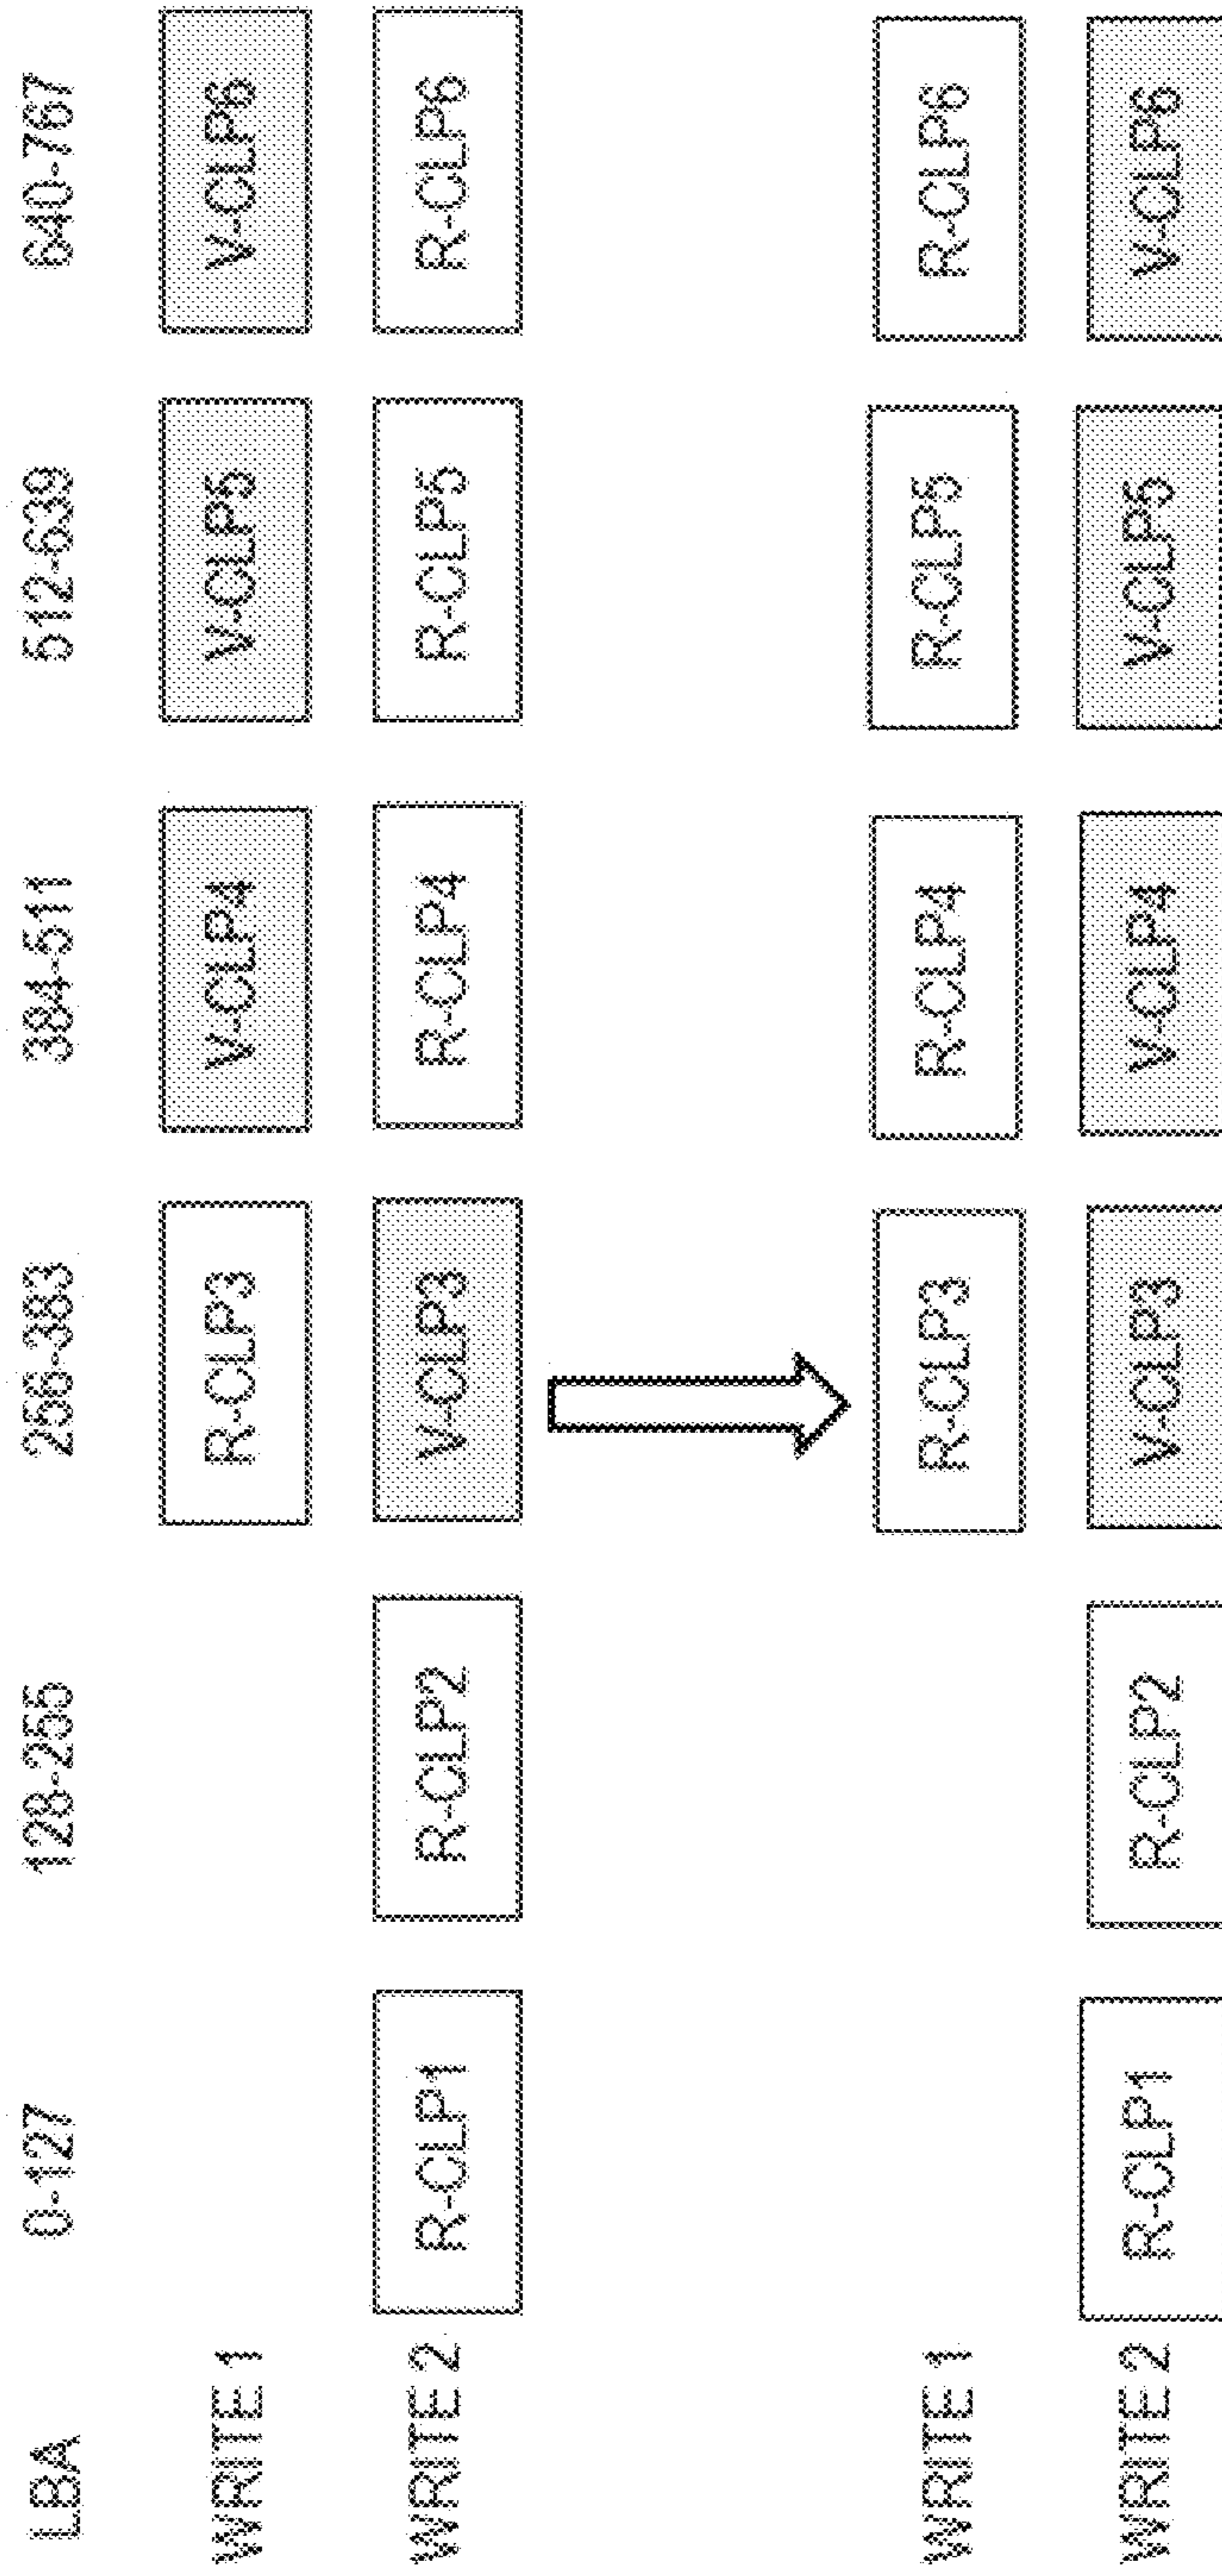 LBA 0-127 128-255 256-383 384-511 512-639 640-767
WRITE 1 R-CLP3 V-CLP4 V-CLP5 V-CLP6
WRITE 2 R-CLP1 R-CLP2 V-CLP3 R-CLP4 R-CLP5 R-CLP6
WRITE 1 R-CLP3 R-CLP4 R-CLP5 R-CLP6
WRITE 2 R-CLP1 R-CLP2 V-CLP3 V-CLP4 V-CLP5 V-CLP6